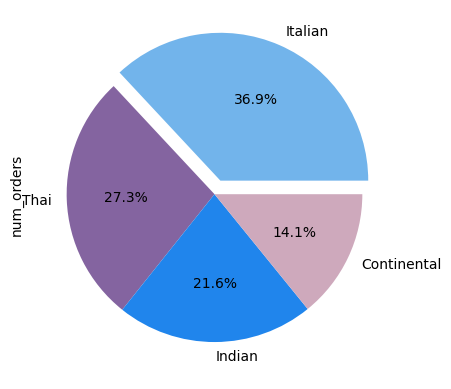 Italian
36.9%
num_orders
Thai
27.3%
14.1%
Continental
21.6%
Indian